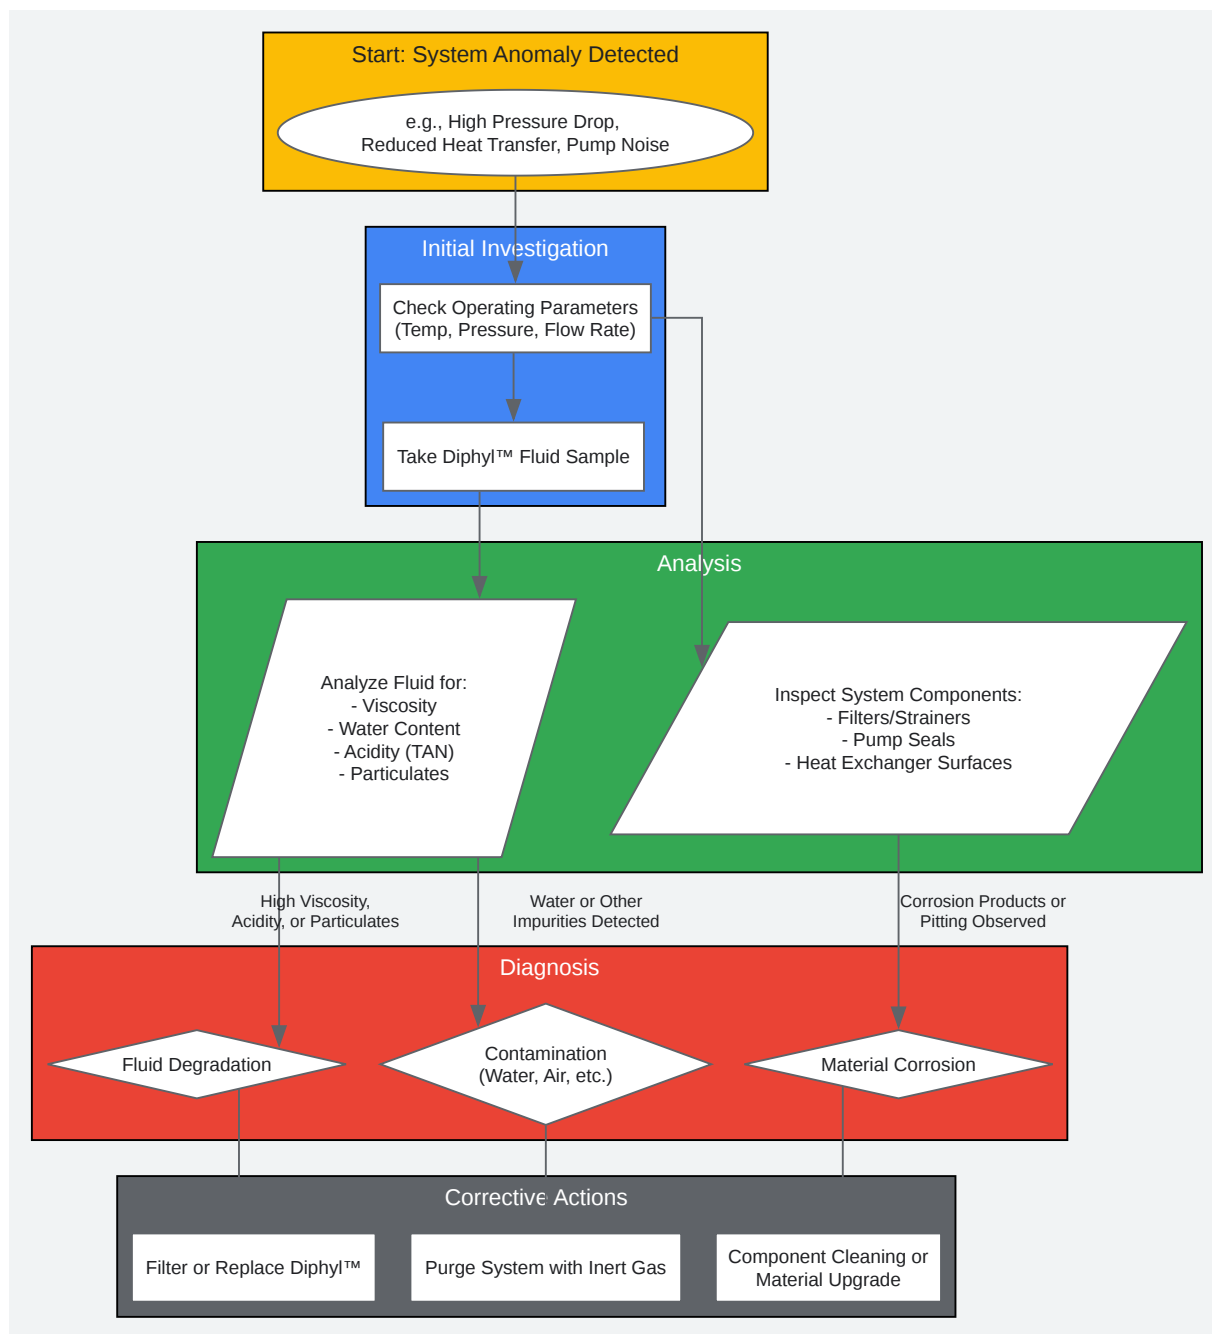 Start: System Anomaly Detected
e.g., High Pressure Drop,
Reduced Heat Transfer, Pump Noise
Initial Investigation
Check Operating Parameters
(Temp, Pressure, Flow Rate)
Take Diphyl™ Fluid Sample
Analysis
Analyze Fluid for:
- Viscosity
- Water Content
- Acidity (TAN)
- Particulates
Inspect System Components:
- Filters/Strainers
- Pump Seals
- Heat Exchanger Surfaces
High Viscosity,
Acidity, or Particulates
Water or Other
Impurities Detected
Corrosion Products or
Pitting Observed
Diagnosis
Fluid Degradation
Contamination
(Water, Air, etc.)
Material Corrosion
Corrective Actions
Filter or Replace Diphyl™
Purge System with Inert Gas
Component Cleaning or
Material Upgrade